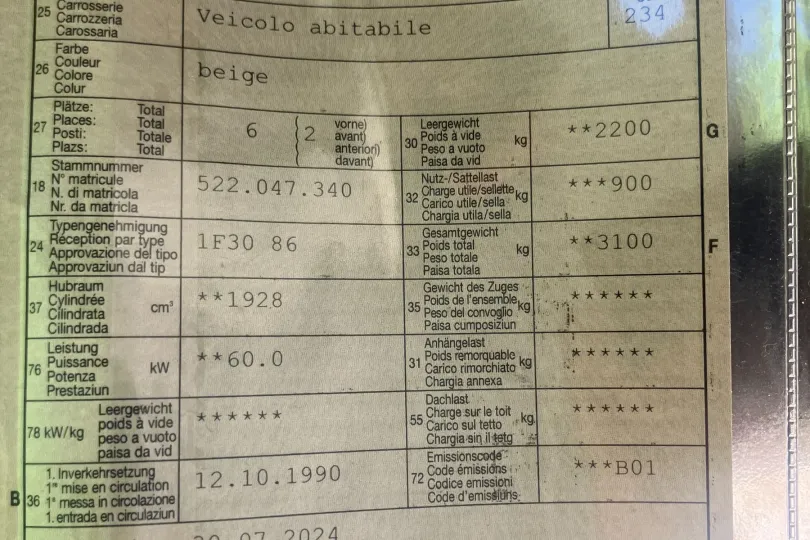 25 Carrosserie Veicolo abitabile 234
Carrozzeria
Carossaria
26 Farbe beige
Couleur
Colore
Colur
27 Plätze: Total 6 2 vorne)
Places: Total avant)
Posti: Totale anteriori)
Plazs: Total davant)
30 Leergewicht kg **2200 G
Poids à vide
Peso a vuoto
Paisa da vid
18 Stammnummer 522.047.340
N° matricule
N. di matricola
Nr. da matricla
32 Nutz-/Sattellast kg ***900
Charge utile/sellette
Carico utile/sella
Chargia utila/sella
24 Typengenehmigung 1F30 86
Réception par type
Approvazione del tipo
Approvaziun dal tip
33 Gesamtgewicht kg **3100 F
Poids total
Peso totale
Paisa totala
37 Hubraum cm³ **1928
Cylindrée
Cilindrata
Cilindrada
35 Gewicht des Zuges kg ******
Poids de l'ensemble
Peso del convoglio
Paisa cumposiziun
76 Leistung kW **60.0
Puissance
Potenza
Prestaziun
31 Anhängelast kg ******
Poids remorquable
Carico rimorchiato
Chargia annexa
78 kW/kg Leergewicht ******
poids à vide
peso a vuoto
paisa da vid
55 Dachlast kg ******
Charge sur le toit
Carico sul tetto
Chargia sin il tetg
B 36 1. Inverkehrsetzung 12.10.1990
1re mise en circulation
1a messa in circolazione
1. entrada en circulaziun
72 Emissionscode ***B01
Code émissions
Codice emissioni
Code d'emissiuns
07 2024